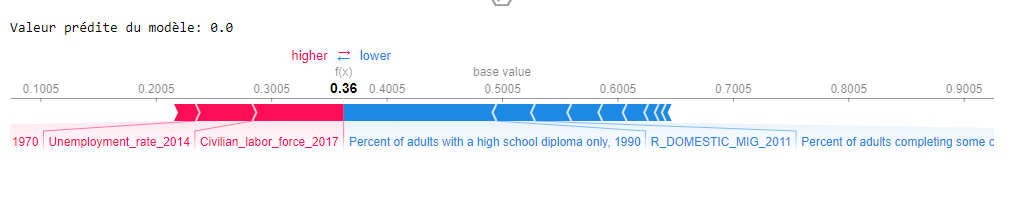 Valeur prédite du modèle: 0.0
higher ⇄ lower
f(x) base value
0.1005 0.2005 0.3005 0.36 0.4005 0.5005 0.6005 0.7005 0.8005 0.9005
1970 Unemployment_rate_2014 Civilian_labor_force_2017 Percent of adults with a high school diploma only, 1990 R_DOMESTIC_MIG_2011 Percent of adults completing some c